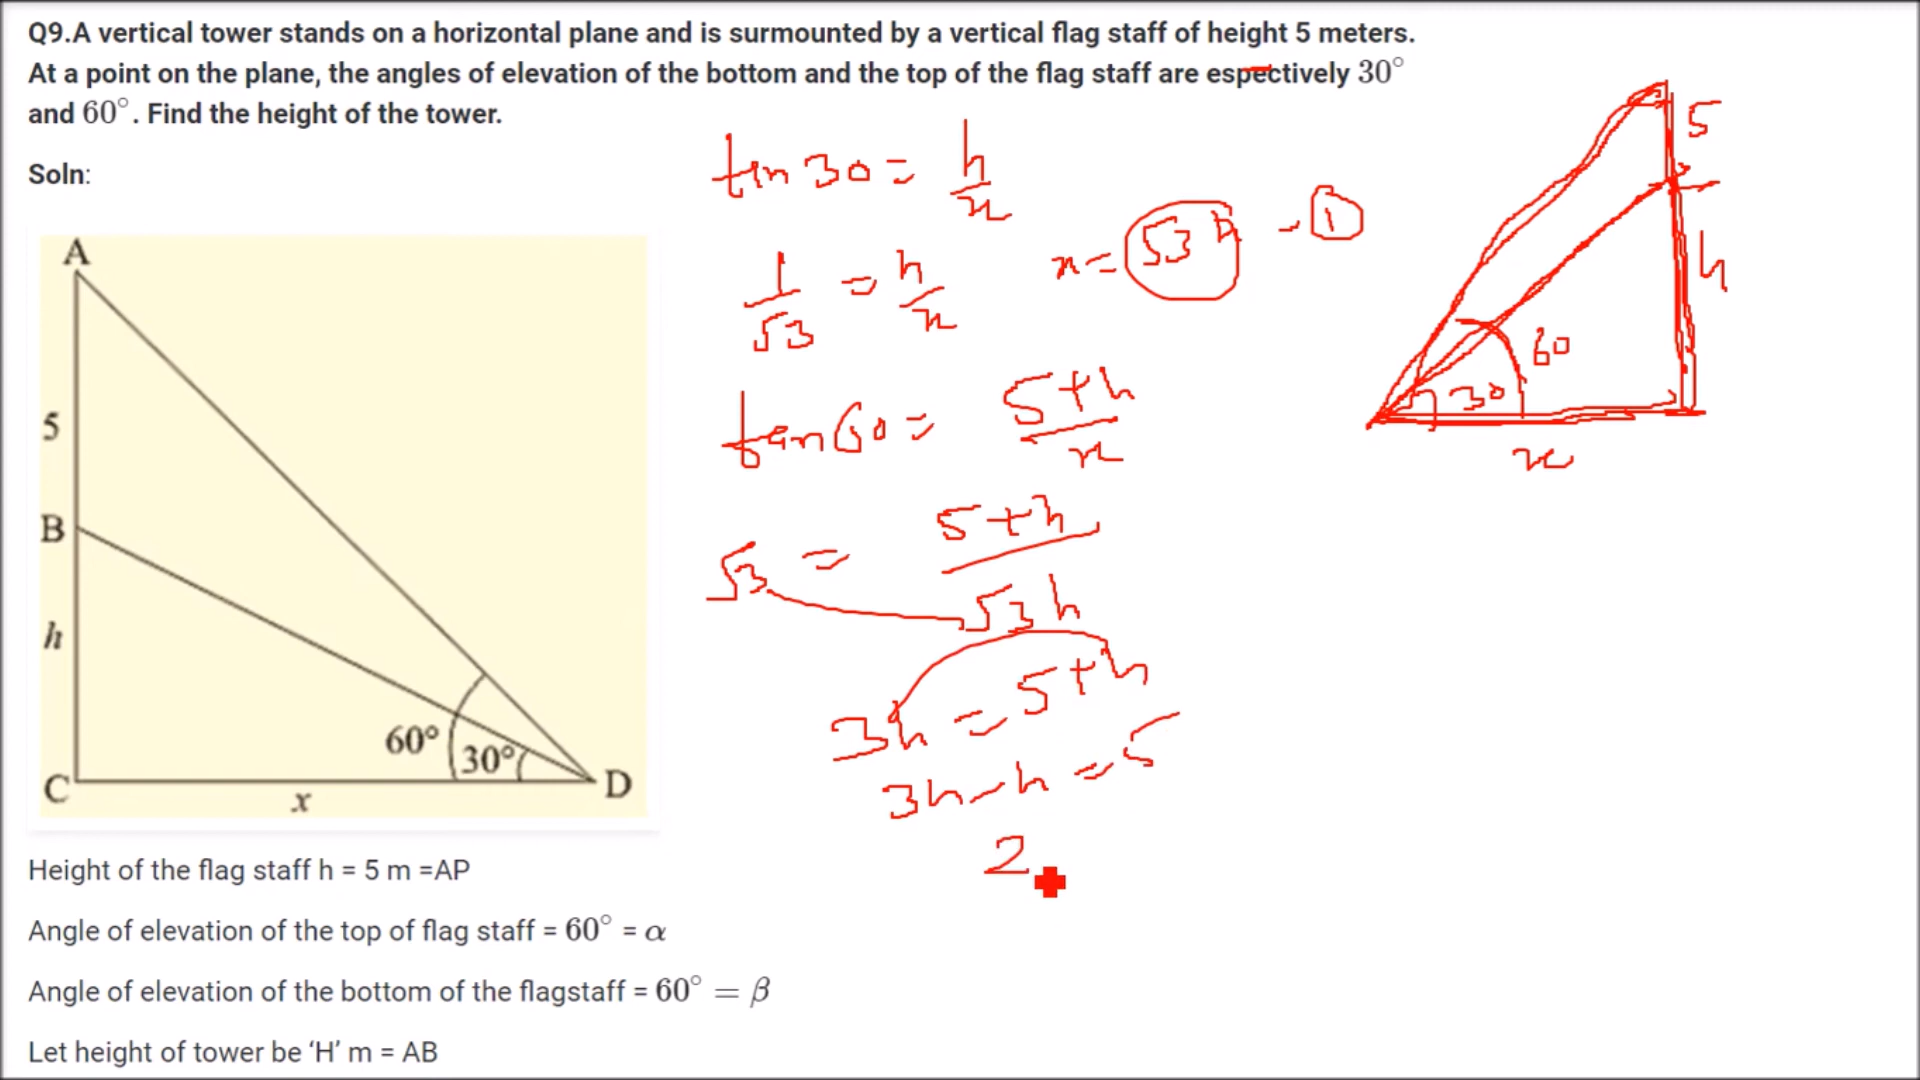 Q9.A vertical tower stands on a horizontal plane and is surmounted by a vertical flag staff of height 5 meters.
At a point on the plane, the angles of elevation of the bottom and the top of the flag staff are espectively 30°
and 60°. Find the height of the tower.
Soln:
A
5
B
h
60°
30°
C
x
D
Height of the flag staff h = 5 m =AP
Angle of elevation of the top of flag staff = 60° = α
Angle of elevation of the bottom of the flagstaff = 60° = β
Let height of tower be ‘H’ m = AB
tan 30 = h/x
1/√3 = h/x
x = √3 h - ①
tan 60 = 5+h/x
√3 = 5+h/√3 h
3h = 5+h
3h-h = 5
2
5
h
60
30
x